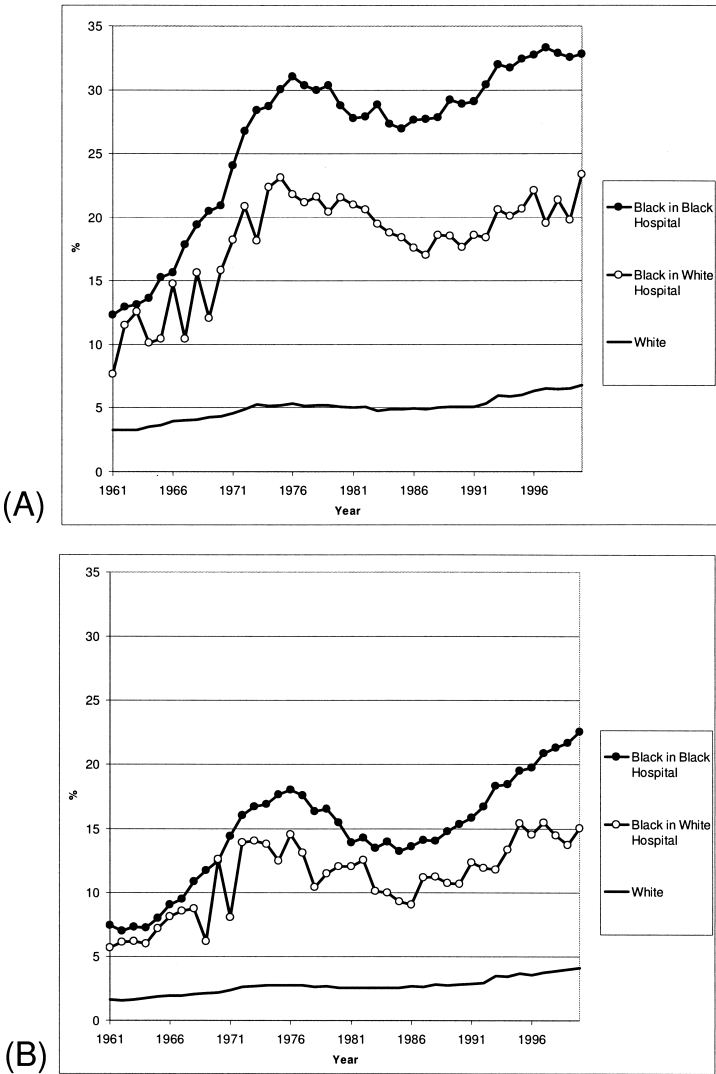 35
30
25
20
15
10
5
0
%
1961 1966 1971 1976 1981 1986 1991 1996
Year
Black in Black
Hospital
Black in White
Hospital
White
(A)
35
30
25
20
15
10
5
0
%
1961 1966 1971 1976 1981 1986 1991 1996
Year
Black in Black
Hospital
Black in White
Hospital
White
(B)